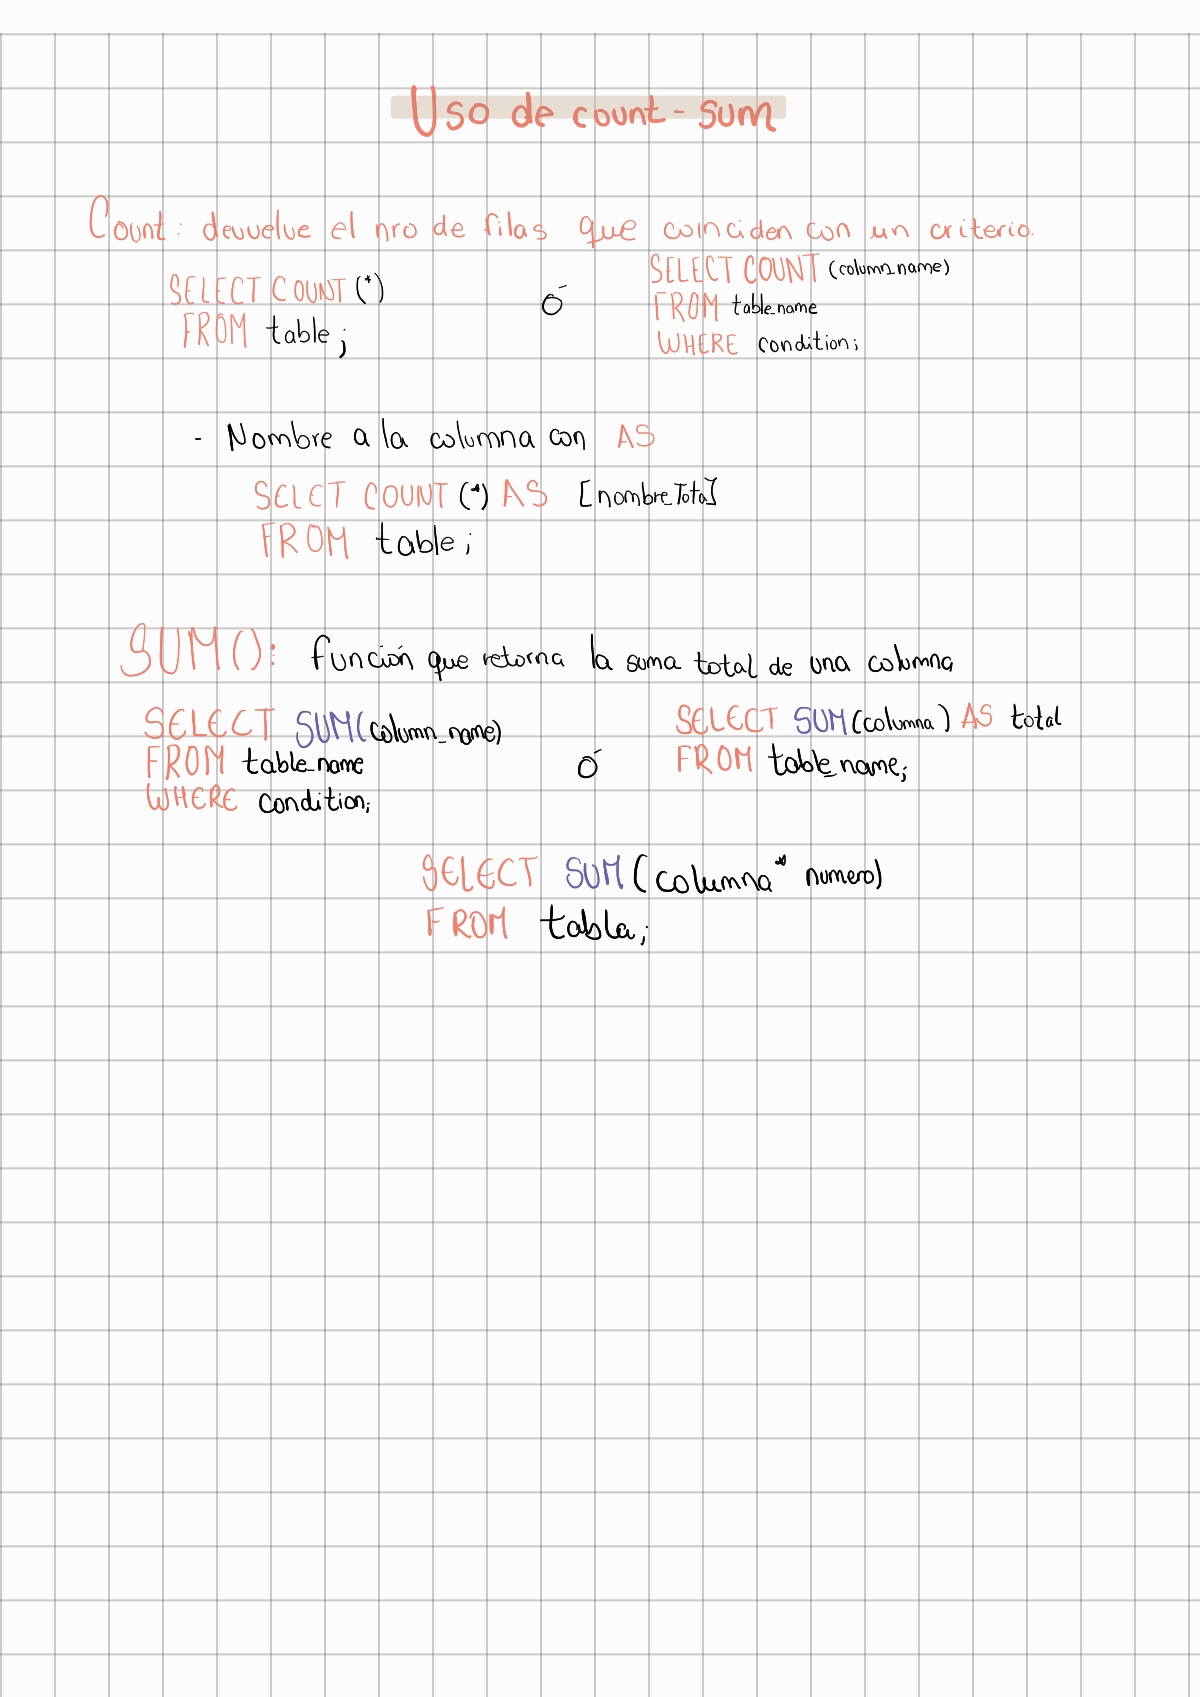 Uso de count - sum
Count: devuelve el nro de filas que coinciden con un criterio.
SELECT COUNT (*)
FROM table;
ó
SELECT COUNT (column_name)
FROM table_name
WHERE condition;
- Nombre a la columna con AS
SELCT COUNT (*) AS [nombre_Total]
FROM table;
SUM(): función que retorna la suma total de una columna
SELECT SUM(column_name)
FROM table_name
WHERE condition;
ó
SELECT SUM(columna) AS total
FROM table_name;
SELECT SUM(columna * numero)
FROM tabla;